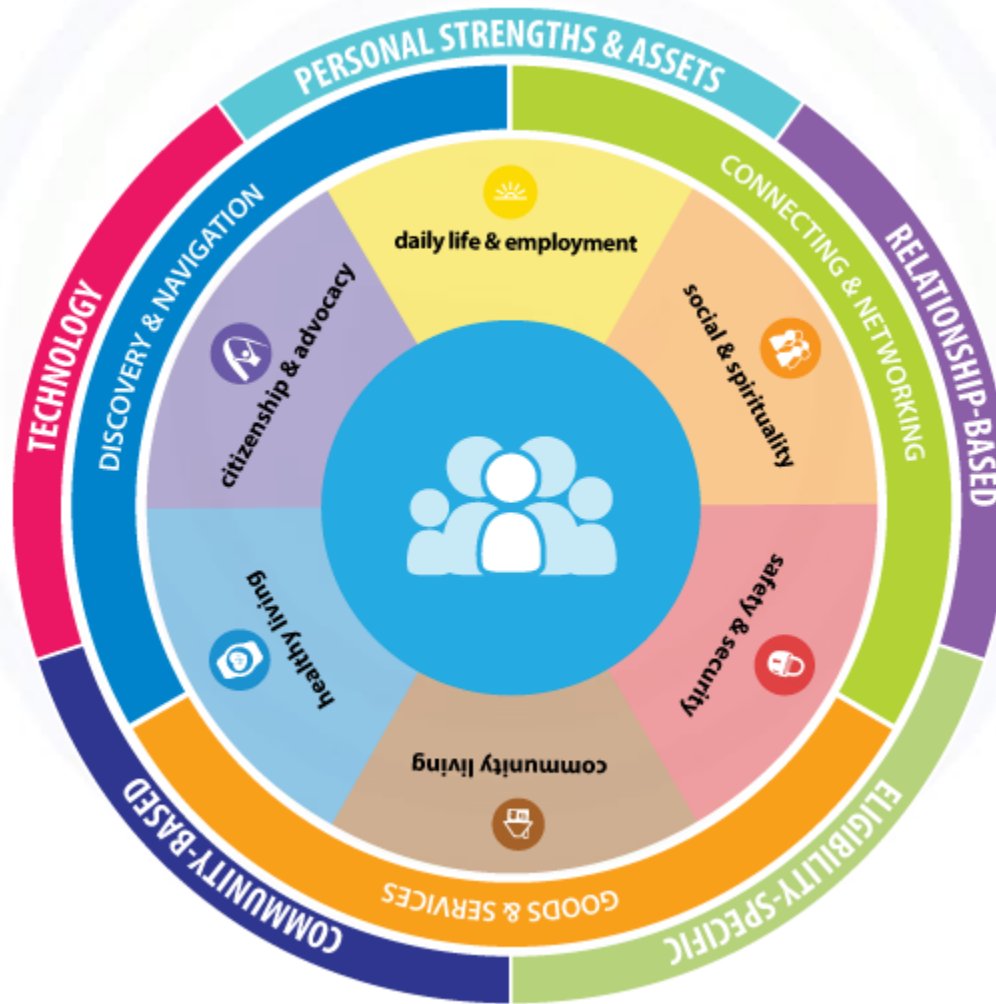 PERSONAL STRENGTHS & ASSETS
RELATIONSHIP-BASED
ELIGIBILITY-SPECIFIC
COMMUNITY-BASED
TECHNOLOGY
DISCOVERY & NAVIGATION
CONNECTING & NETWORKING
GOODS & SERVICES
daily life & employment
social & spirituality
safety & security
community living
healthy living
citizenship & advocacy